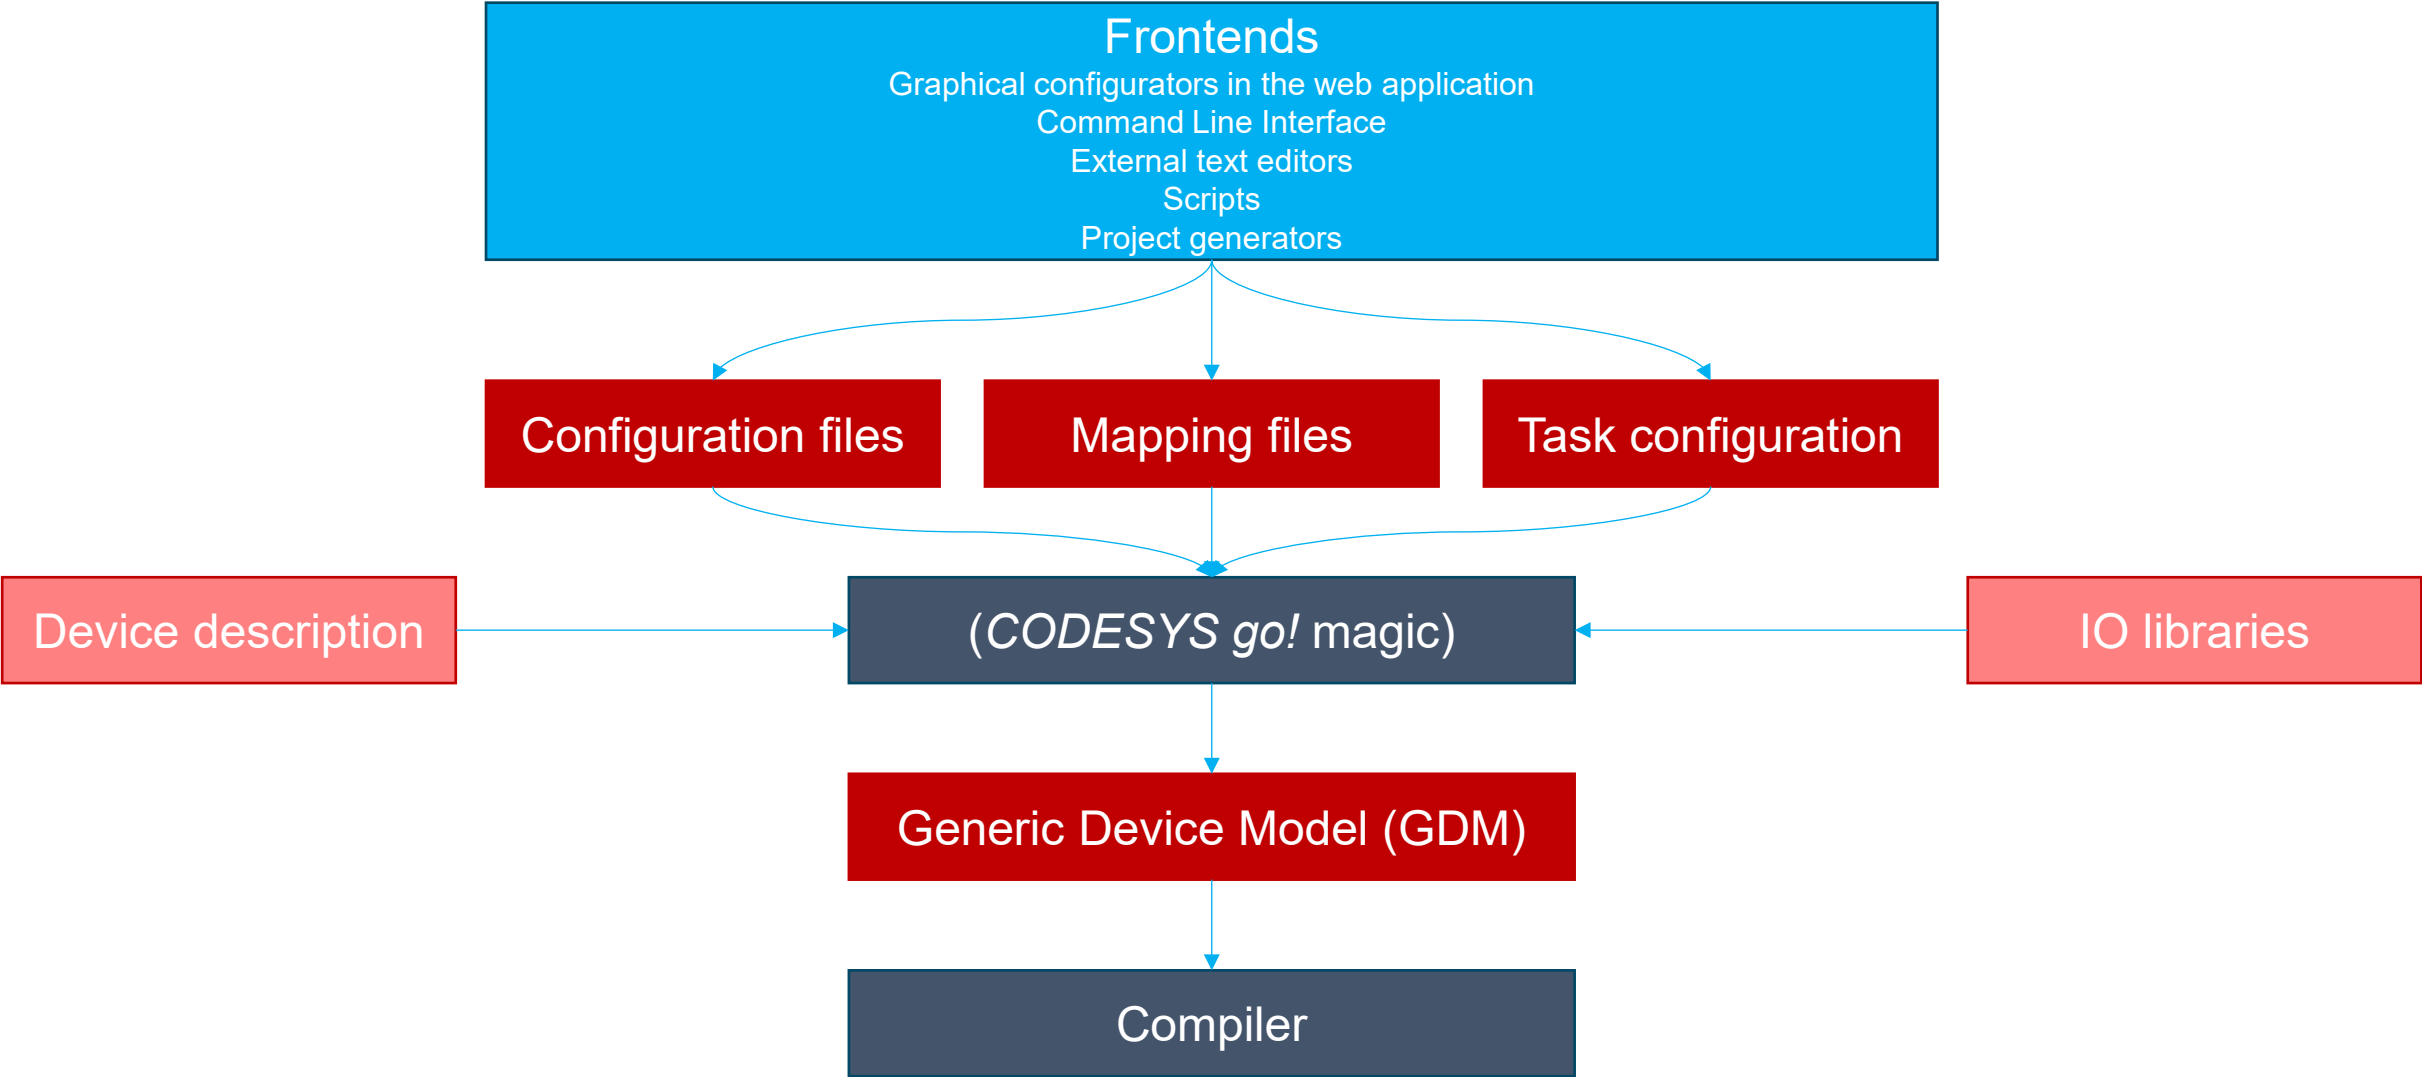 Frontends
Graphical configurators in the web application
Command Line Interface
External text editors
Scripts
Project generators
Configuration files
Mapping files
Task configuration
Device description
(CODESYS go! magic)
IO libraries
Generic Device Model (GDM)
Compiler